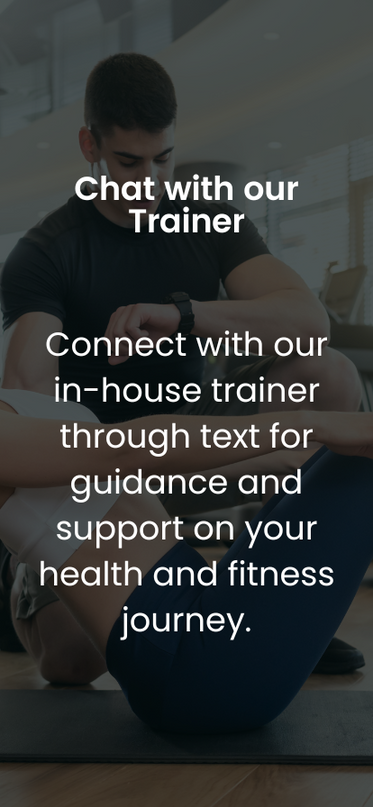 Chat with our
Trainer
Connect with our
in-house trainer
through text for
guidance and
support on your
health and fitness
journey.